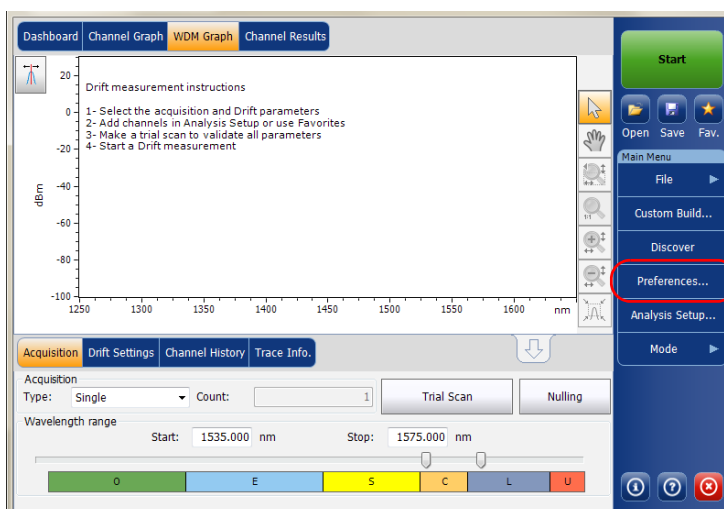 Dashboard Channel Graph WDM Graph Channel Results
Start
Drift measurement instructions
1- Select the acquisition and Drift parameters
2- Add channels in Analysis Setup or use Favorites
3- Make a trial scan to validate all parameters
4- Start a Drift measurement
20
0
-20
-40
-60
-80
-100
dBm
1250 1300 1350 1400 1450 1500 1550 1600 nm
1:1
Open Save Fav.
Main Menu
File
Custom Build...
Discover
Preferences...
Analysis Setup...
Mode
Acquisition Drift Settings Channel History Trace Info.
Acquisition
Type: Single Count: 1 Trial Scan Nulling
Wavelength range
Start: 1535.000 nm Stop: 1575.000 nm
O E S C L U